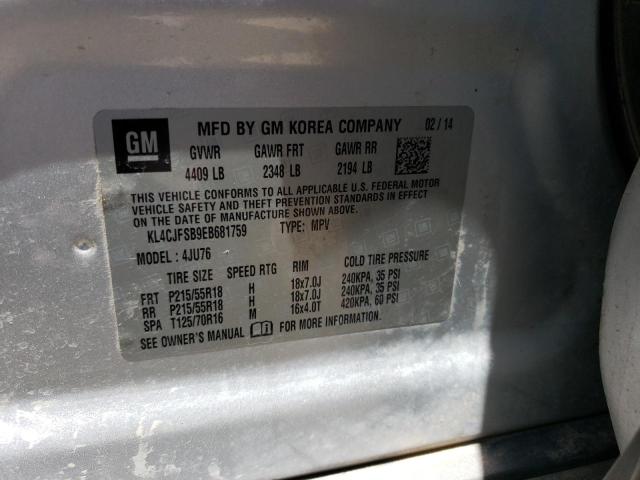 GM
MFD BY GM KOREA COMPANY 02/14
GVWR GAWR FRT GAWR RR
4409 LB 2348 LB 2194 LB
THIS VEHICLE CONFORMS TO ALL APPLICABLE U.S. FEDERAL MOTOR
VEHICLE SAFETY AND THEFT PREVENTION STANDARDS IN EFFECT
ON THE DATE OF MANUFACTURE SHOWN ABOVE.
KL4CJFSB9EB681759 TYPE: MPV
MODEL: 4JU76
TIRE SIZE SPEED RTG RIM COLD TIRE PRESSURE
FRT P215/55R18 H 18x7.0J 240KPA, 35 PSI
RR P215/55R18 H 18x7.0J 240KPA, 35 PSI
SPA T125/70R16 M 16x4.0T 420KPA, 60 PSI
SEE OWNER'S MANUAL FOR MORE INFORMATION.